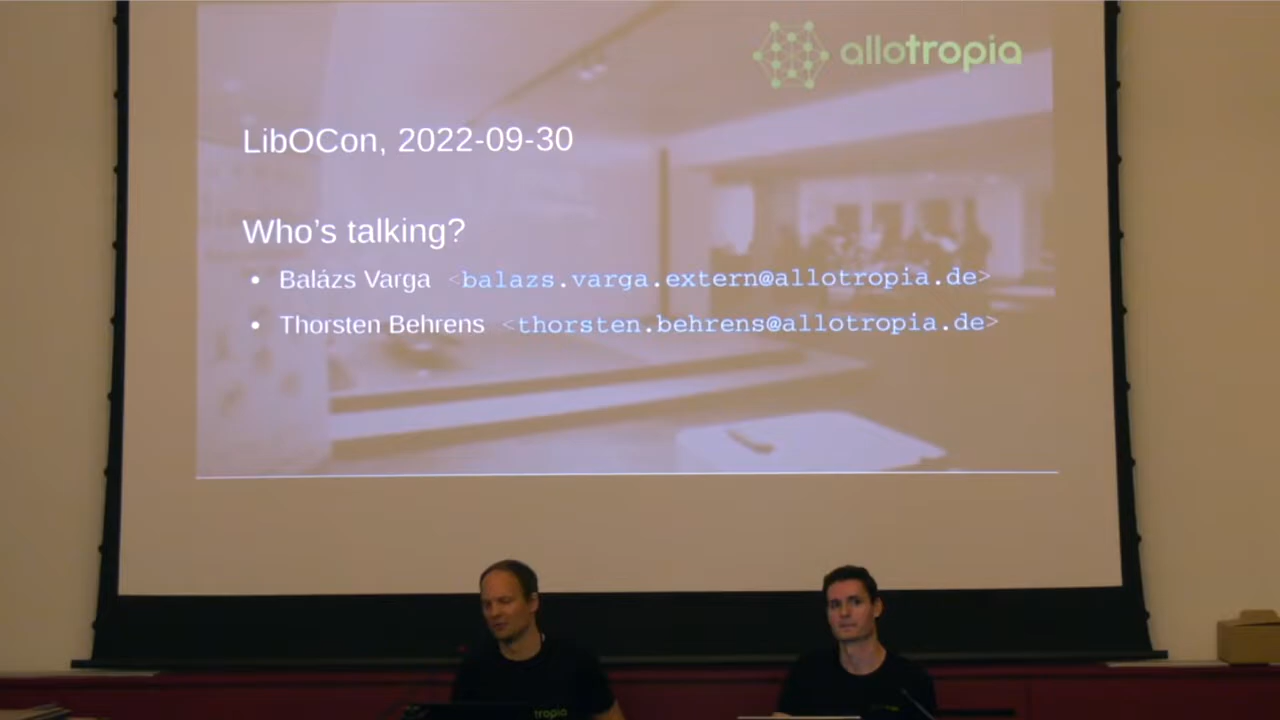 allotropia
LibOCon, 2022-09-30
Who's talking?
• Balázs Varga <balazs.varga.extern@allotropia.de>
• Thorsten Behrens <thorsten.behrens@allotropia.de>
tropia